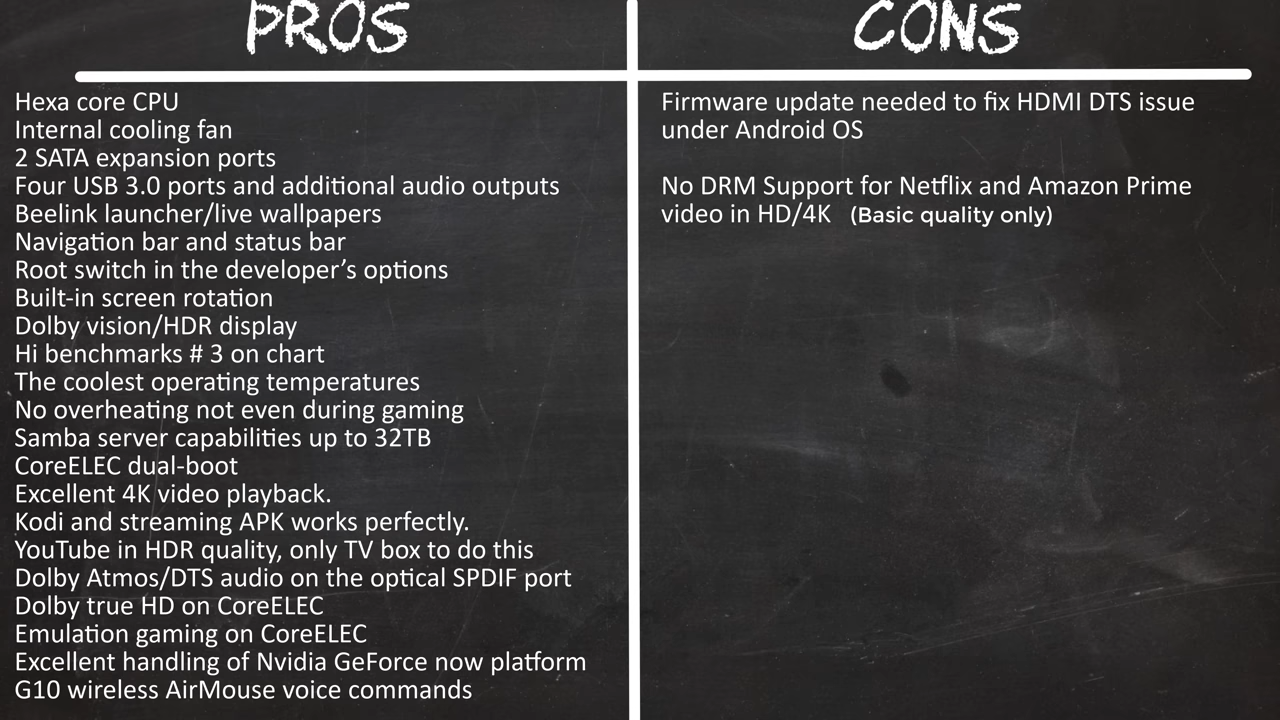 PROS
Hexa core CPU
Internal cooling fan
2 SATA expansion ports
Four USB 3.0 ports and additional audio outputs
Beelink launcher/live wallpapers
Navigation bar and status bar
Root switch in the developer’s options
Built-in screen rotation
Dolby vision/HDR display
Hi benchmarks # 3 on chart
The coolest operating temperatures
No overheating not even during gaming
Samba server capabilities up to 32TB
CoreELEC dual-boot
Excellent 4K video playback.
Kodi and streaming APK works perfectly.
YouTube in HDR quality, only TV box to do this
Dolby Atmos/DTS audio on the optical SPDIF port
Dolby true HD on CoreELEC
Emulation gaming on CoreELEC
Excellent handling of Nvidia GeForce now platform
G10 wireless AirMouse voice commands
CONS
Firmware update needed to fix HDMI DTS issue
under Android OS
No DRM Support for Netflix and Amazon Prime
video in HD/4K (Basic quality only)